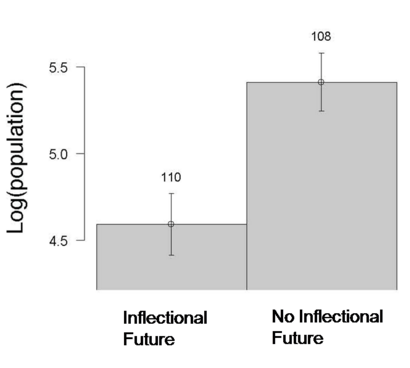 108
5.5
110
5.0
4.5
Log(population)
Inflectional
Future
No Inflectional
Future